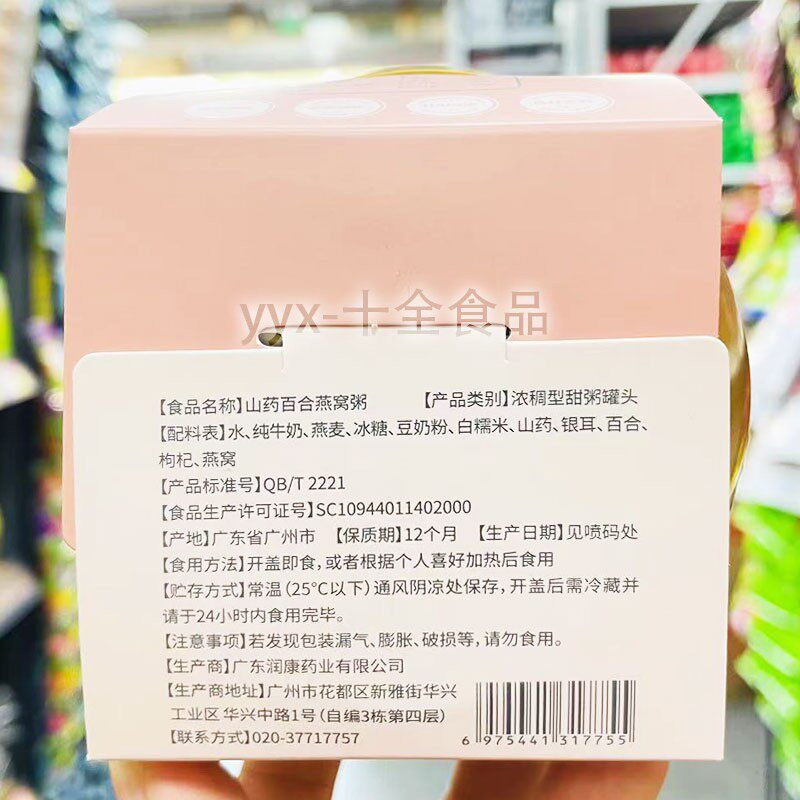 yvx-十全食品
【食品名称】山药百合燕窝粥 【产品类别】浓稠型甜粥罐头
【配料表】水、纯牛奶、燕麦、冰糖、豆奶粉、白糯米、山药、银耳、百合、
枸杞、燕窝
【产品标准号】QB/T 2221
【食品生产许可证号】SC10944011402000
【产地】广东省广州市 【保质期】12个月 【生产日期】见喷码处
【食用方法】开盖即食,或者根据个人喜好加热后食用
【贮存方式】常温(25℃以下)通风阴凉处保存,开盖后需冷藏并
请于24小时内食用完毕。
【注意事项】若发现包装漏气、膨胀、破损等,请勿食用。
【生产商】广东润康药业有限公司
【生产商地址】广州市花都区新雅街华兴
工业区华兴中路1号(自编3栋第四层)
【联系方式】020-37717757
6 975441 317755